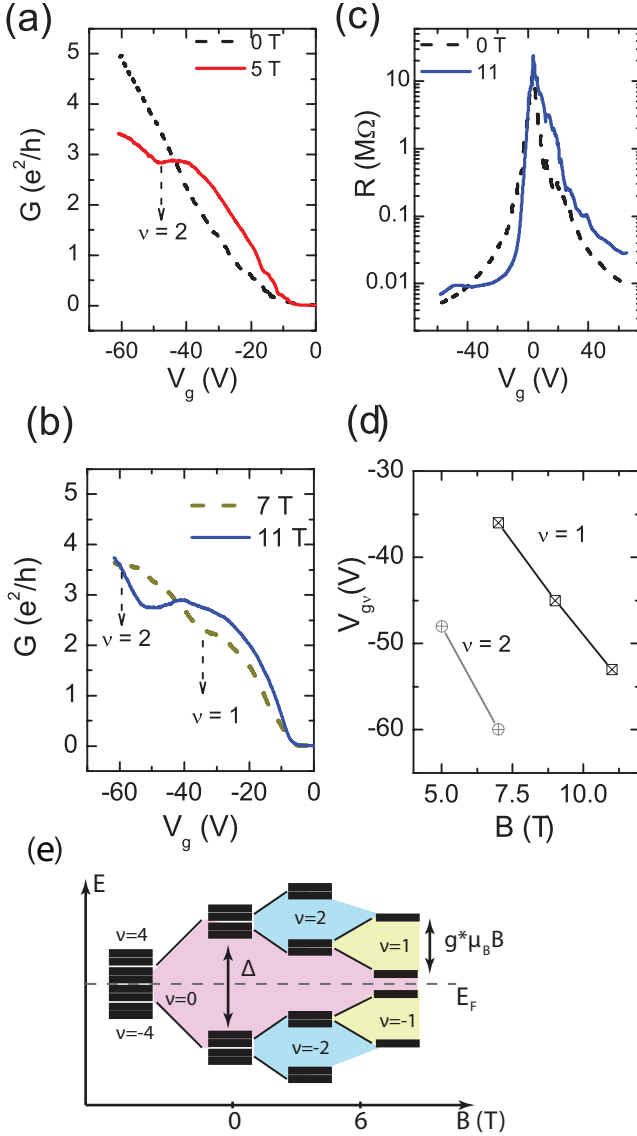 (a)
0 T
5 T
G (e²/h)
5
4
3
2
1
0
ν = 2
-60
-40
-20
0
V_g (V)
(c)
0 T
11
R (MΩ)
10
1
0.1
0.01
-40
0
40
V_g (V)
(b)
7 T
11 T
G (e²/h)
5
4
3
2
1
0
ν = 2
ν = 1
-60
-40
-20
0
V_g (V)
(d)
V_gν(V)
-30
-40
-50
-60
ν = 1
ν = 2
5.0
7.5
10.0
B (T)
(e)
E
ν=4
ν=0
ν=-4
Δ
ν=2
ν=-2
ν=1
ν=-1
g*μ_B B
E_F
0
6
B (T)